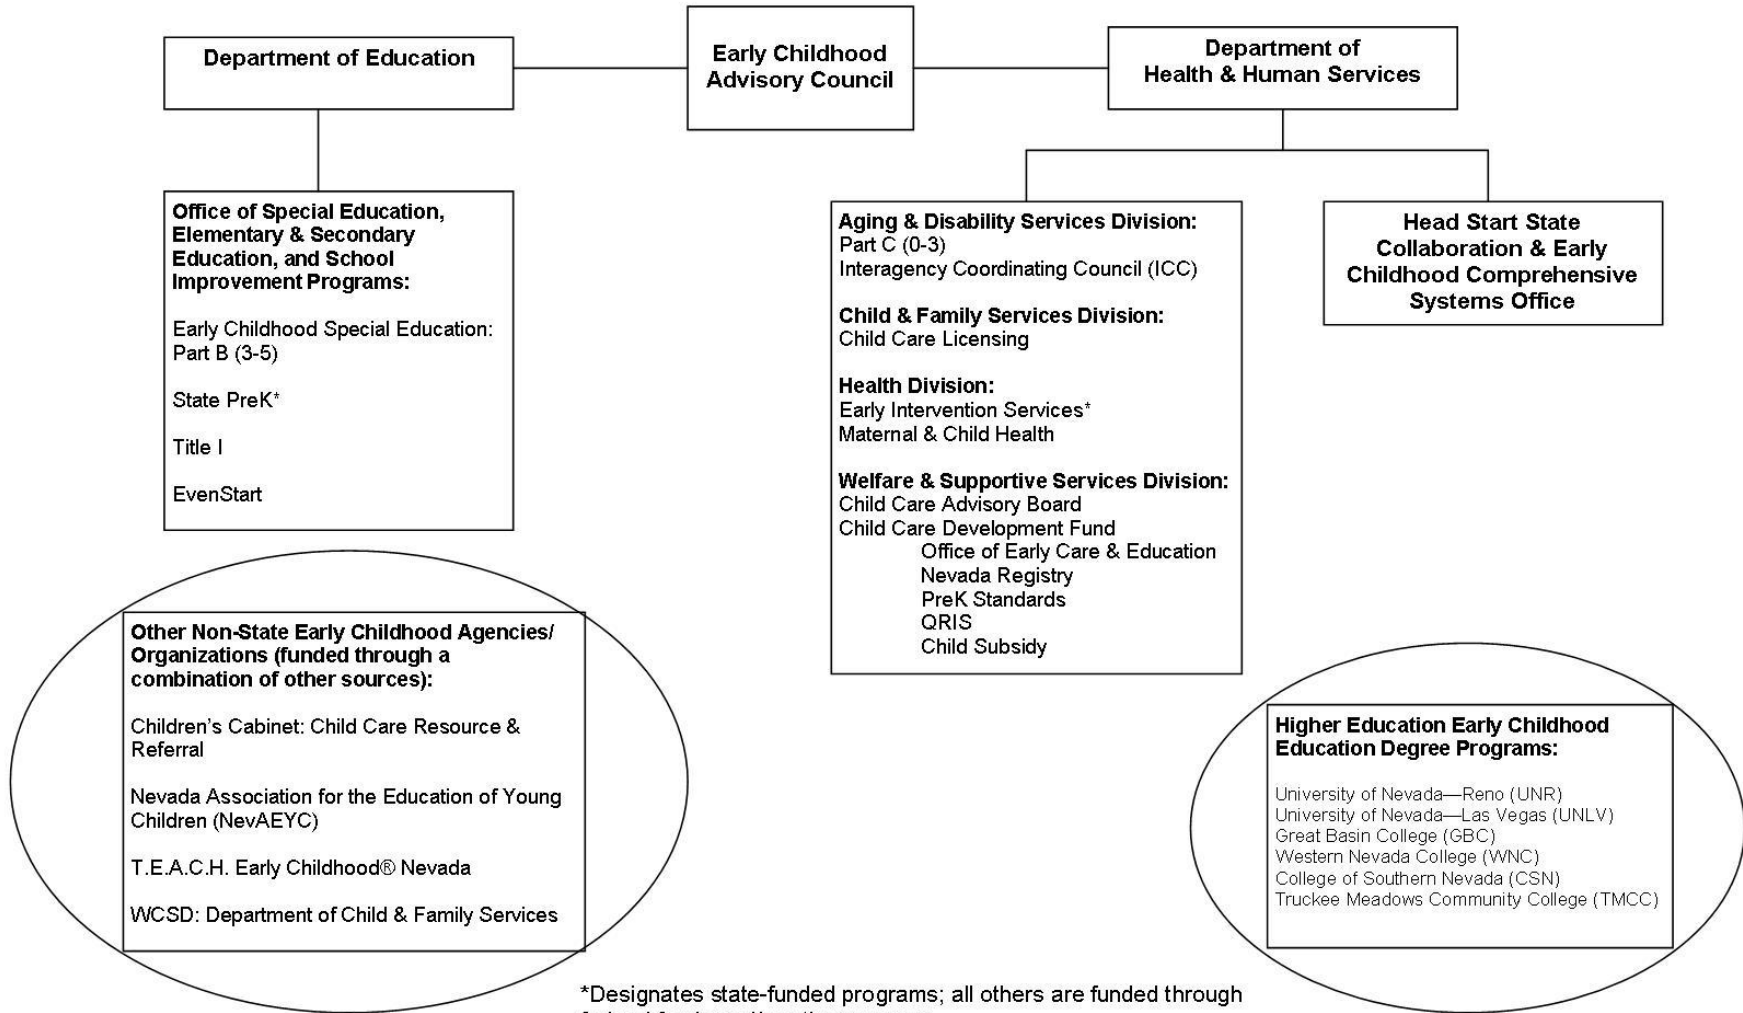 Department of Education
Early Childhood
Advisory Council
Department of
Health & Human Services
Office of Special Education,
Elementary & Secondary
Education, and School
Improvement Programs:
Early Childhood Special Education:
Part B (3-5)
State PreK*
Title I
EvenStart
Aging & Disability Services Division:
Part C (0-3)
Interagency Coordinating Council (ICC)
Child & Family Services Division:
Child Care Licensing
Health Division:
Early Intervention Services*
Maternal & Child Health
Welfare & Supportive Services Division:
Child Care Advisory Board
Child Care Development Fund
Office of Early Care & Education
Nevada Registry
PreK Standards
QRIS
Child Subsidy
Head Start State
Collaboration & Early
Childhood Comprehensive
Systems Office
Other Non-State Early Childhood Agencies/
Organizations (funded through a
combination of other sources):
Children's Cabinet: Child Care Resource &
Referral
Nevada Association for the Education of Young
Children (NevAEYC)
T.E.A.C.H. Early Childhood® Nevada
WCSD: Department of Child & Family Services
Higher Education Early Childhood
Education Degree Programs:
University of Nevada—Reno (UNR)
University of Nevada—Las Vegas (UNLV)
Great Basin College (GBC)
Western Nevada College (WNC)
College of Southern Nevada (CSN)
Truckee Meadows Community College (TMCC)
*Designates state-funded programs; all others are funded through